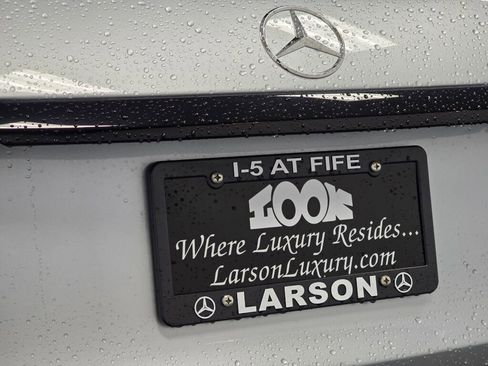 I-5 AT FIFE
LOOK
Where Luxury Resides...
LarsonLuxury.com
LARSON